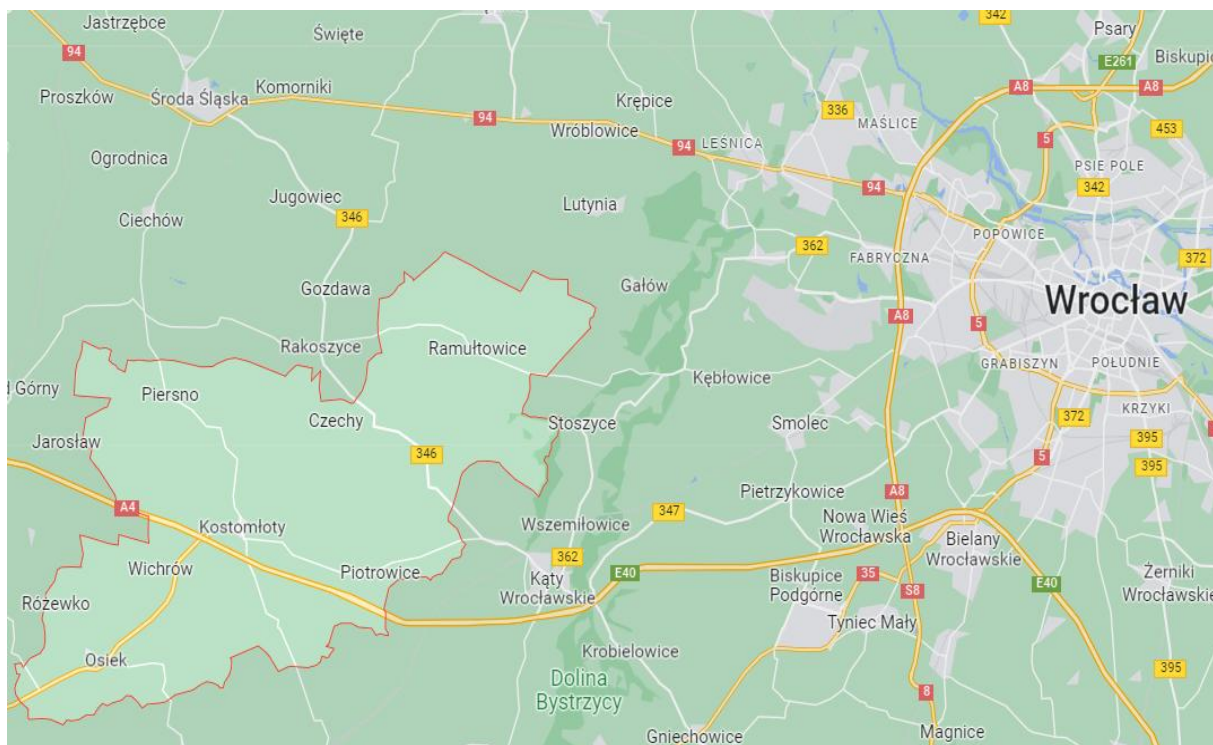 Jastrzębce
Święte
342
Psary
94
E261
Biskupic
Proszków
Środa Śląska
Komorniki
94
Krępice
336
A8
A8
Wróblowice
MAŚLICE
453
Ogrodnica
94
LEŚNICA
5
PSIE POLE
Jugowiec
94
342
Ciechów
346
Lutynia
POPOWICE
362
FABRYCZNA
372
Gozdawa
Gałów
Wrocław
A8
5
Rakoszyce
Ramułtowice
GRABISZYN
POŁUDNIE
d Górny
Piersno
Kębłowice
KRZYKI
Czechy
Stoszyce
Smolec
372
Jarosław
346
395
5
395
A8
Pietrzykowice
A4
347
Kostomłoty
Wszemiłowice
Nowa Wieś
Wrocławska
Bielany
Wrocławskie
362
Wichrów
Piotrowice
Kąty
Wrocławskie
E40
Biskupice
Podgórne
35
S8
E40
Żerniki
Wrocławskie
Różewko
Tyniec Mały
Osiek
Krobielowice
395
Dolina
Bystrzycy
8
Gniechowice
Magnice